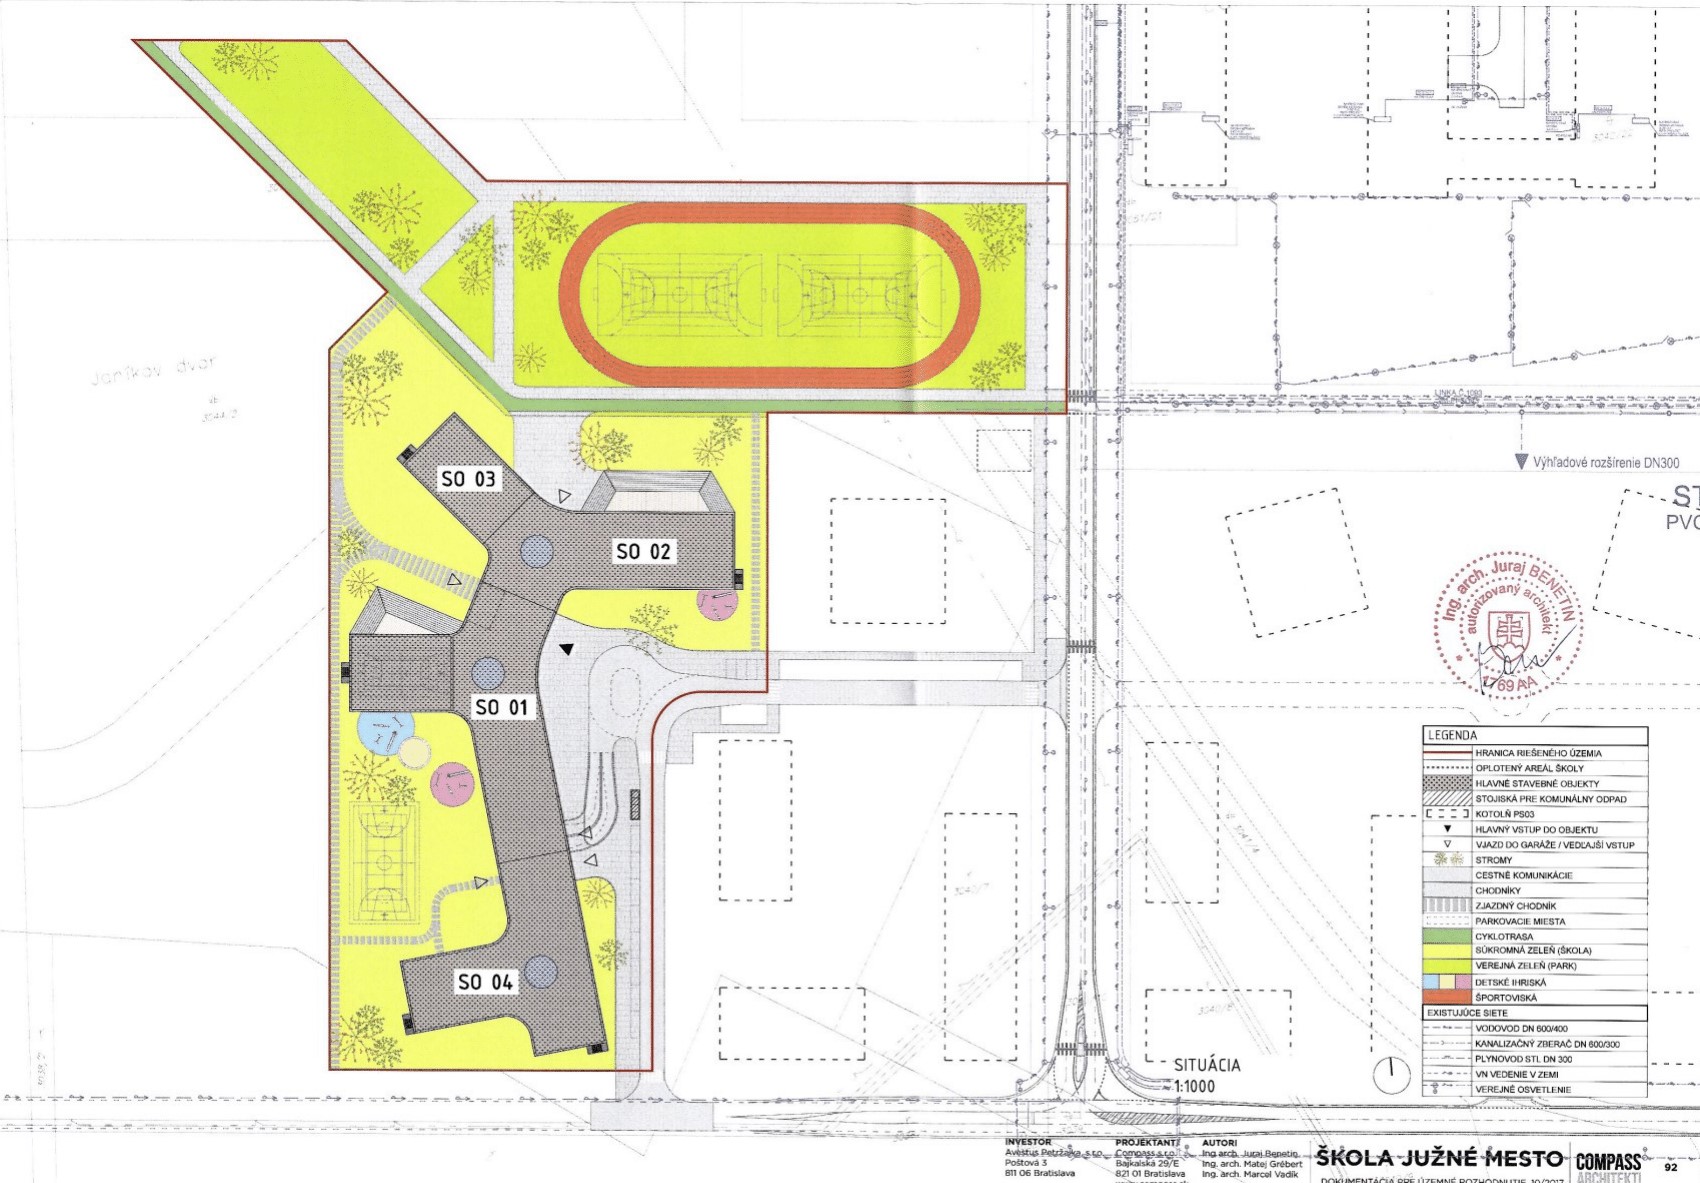 Janíkov dvor
SO 03
SO 02
SO 01
SO 04
LINKA Č.1093
Výhľadové rozšírenie DN300
ST
PVC
Ing. arch. Juraj BENETIN
autorizovaný architekt
* 1769 AA *
LEGENDA
HRANICA RIEŠENÉHO ÚZEMIA
OPLOTENÝ AREÁL ŠKOLY
HLAVNÉ STAVEBNÉ OBJEKTY
STOJISKÁ PRE KOMUNÁLNY ODPAD
KOTOLŇ PS03
HLAVNÝ VSTUP DO OBJEKTU
VJAZD DO GARÁŽE / VEDĽAJŠÍ VSTUP
STROMY
CESTNÉ KOMUNIKÁCIE
CHODNÍKY
ZJAZDNÝ CHODNÍK
PARKOVACIE MIESTA
CYKLOTRASA
SÚKROMNÁ ZELEŇ (ŠKOLA)
VEREJNÁ ZELEŇ (PARK)
DETSKÉ IHRISKÁ
ŠPORTOVISKÁ
EXISTUJÚCE SIETE
VODOVOD DN 600/400
KANALIZAČNÝ ZBERAČ DN 600/300
PLYNOVOD STL DN 300
VN VEDENIE V ZEMI
VEREJNÉ OSVETLENIE
SITUÁCIA
1:1000
INVESTOR
Avestus Petržalka, s.r.o.
Poštová 3
811 06 Bratislava
PROJEKTANT
Compass s.r.o.
Bajkalská 29/E
821 01 Bratislava
AUTORI
Ing. arch. Juraj Benetin
Ing. arch. Matej Grébert
Ing. arch. Marcel Vadík
ŠKOLA JUŽNÉ MESTO
DOKUMENTÁCIA PRE ÚZEMNÉ ROZHODNUTIE, 10/2017
COMPASS
ARCHITEKTI
92